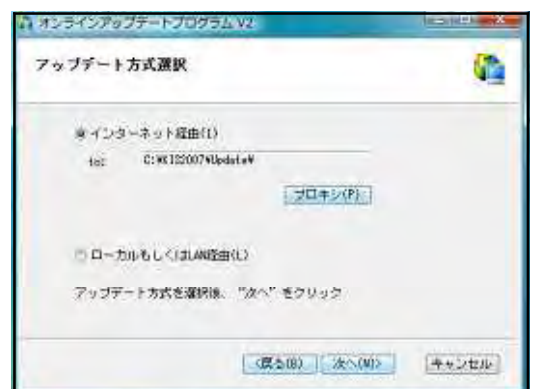 オンラインアップデートプログラム V2
アップデート方式選択
インターネット経由(I)
to: C:¥KIS2007¥Update¥
プロキシ(P)
ローカルもしくはLAN経由(L)
アップデート方式を選択後、"次へ" をクリック
<戻る(B) 次へ(N)> キャンセル